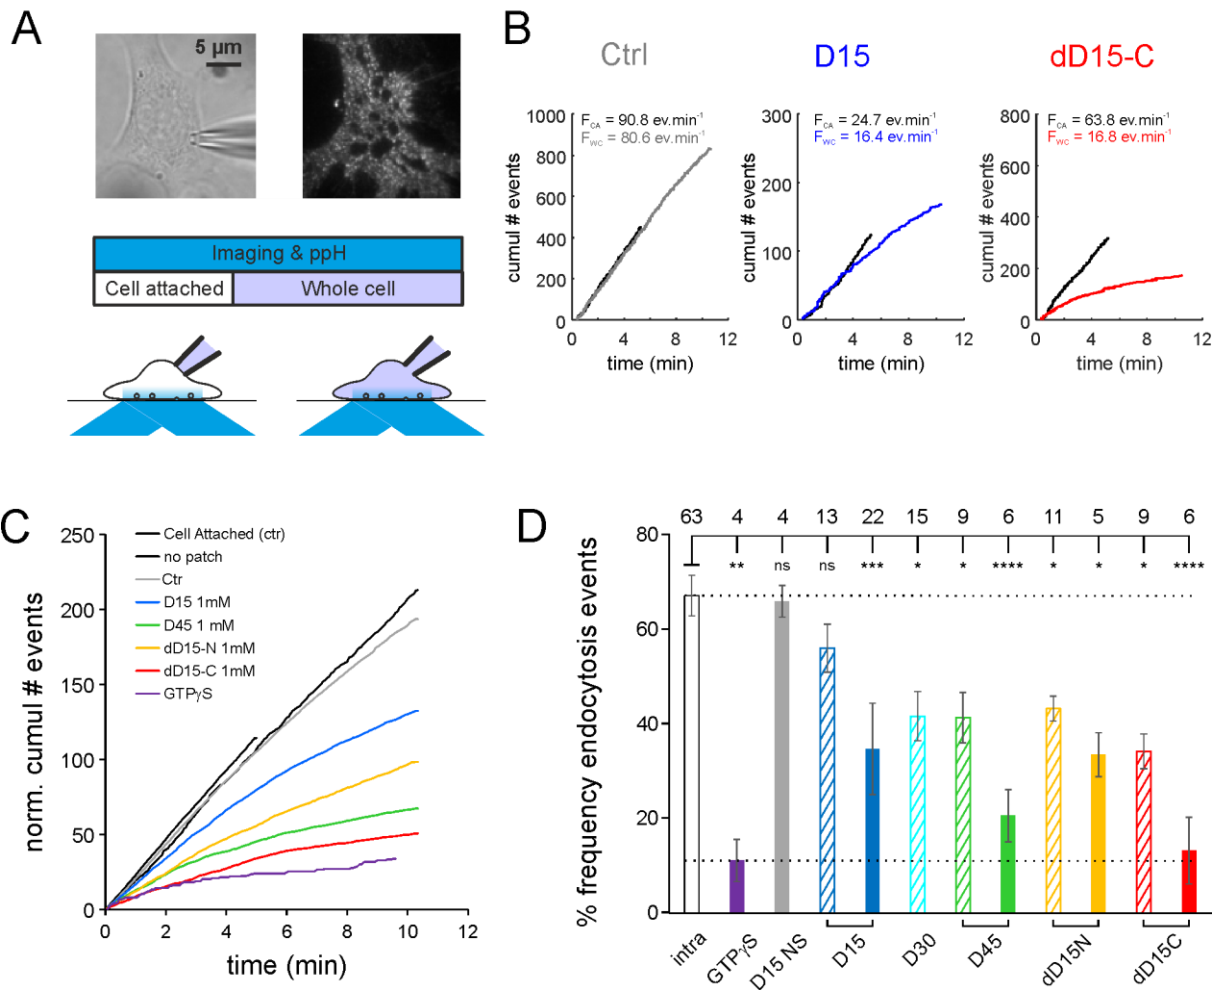 A
5 µm
Imaging & ppH
Cell attached
Whole cell
B
Ctrl
D15
dD15-C
1000
800
600
400
200
0
cumul # events
F_CA = 90.8 ev.min⁻¹
F_WC = 80.6 ev.min⁻¹
0 4 8 12
time (min)
300
200
100
0
cumul # events
F_CA = 24.7 ev.min⁻¹
F_WC = 16.4 ev.min⁻¹
0 4 8 12
time (min)
800
600
400
200
0
cumul # events
F_CA = 63.8 ev.min⁻¹
F_WC = 16.8 ev.min⁻¹
0 4 8 12
time (min)
C
250
200
150
100
50
0
norm. cumul # events
Cell Attached (ctr)
no patch
Ctr
D15 1mM
D45 1 mM
dD15-N 1mM
dD15-C 1mM
GTPγS
0 2 4 6 8 10 12
time (min)
D
63 4 4 13 22 15 9 6 11 5 9 6
** ns ns *** * * **** * * * ****
80
60
40
20
0
% frequency endocytosis events
intra
GTPγS
D15 NS
D15
D30
D45
dD15N
dD15C